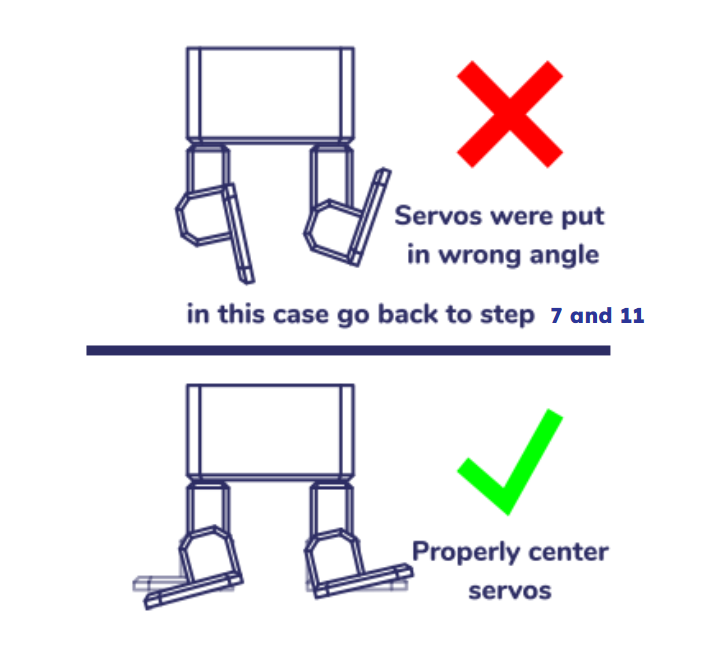 Servos were put
in wrong angle
in this case go back to step 7 and 11
Properly center
servos